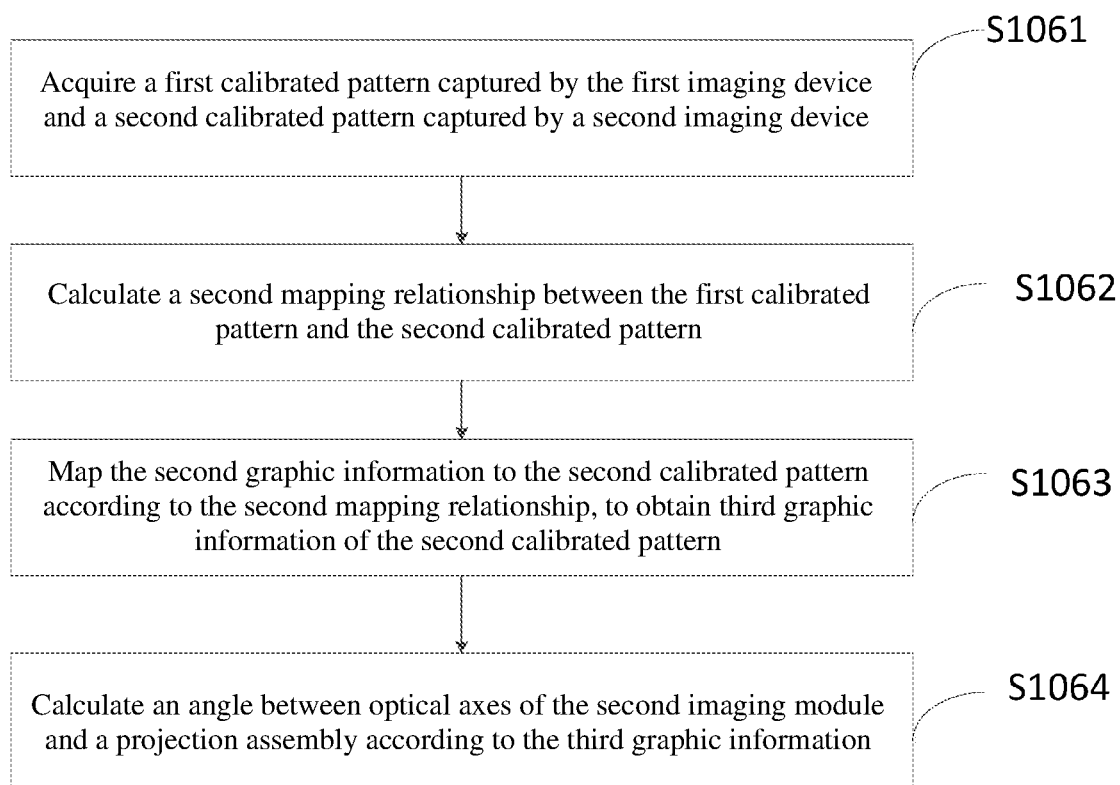 S1061
Acquire a first calibrated pattern captured by the first imaging device
and a second calibrated pattern captured by a second imaging device
S1062
Calculate a second mapping relationship between the first calibrated
pattern and the second calibrated pattern
S1063
Map the second graphic information to the second calibrated pattern
according to the second mapping relationship, to obtain third graphic
information of the second calibrated pattern
S1064
Calculate an angle between optical axes of the second imaging module
and a projection assembly according to the third graphic information